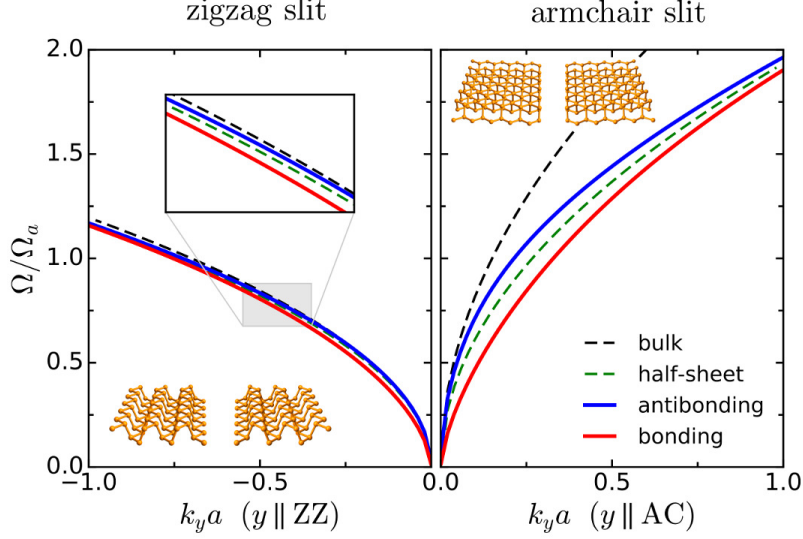 zigzag slit
armchair slit
Ω/Ωₐ
2.0
1.5
1.0
0.5
0.0
bulk
half-sheet
antibonding
bonding
−1.0
−0.5
0.0
0.5
1.0
k_y a (y ∥ ZZ)
k_y a (y ∥ AC)